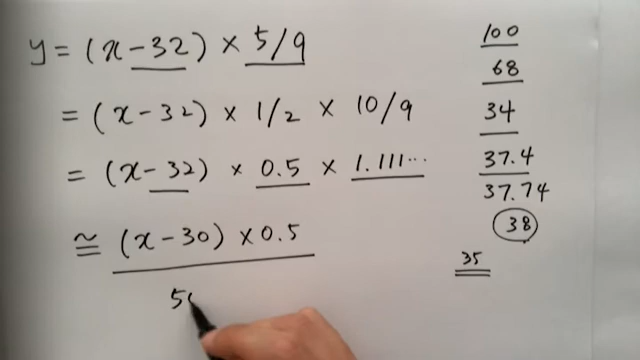 y = (x - 32) × 5/9
= (x - 32) × 1/2 × 10/9
= (x - 32) × 0.5 × 1.111...
≅ (x - 30) × 0.5
100
68
34
37.4
37.74
38
35